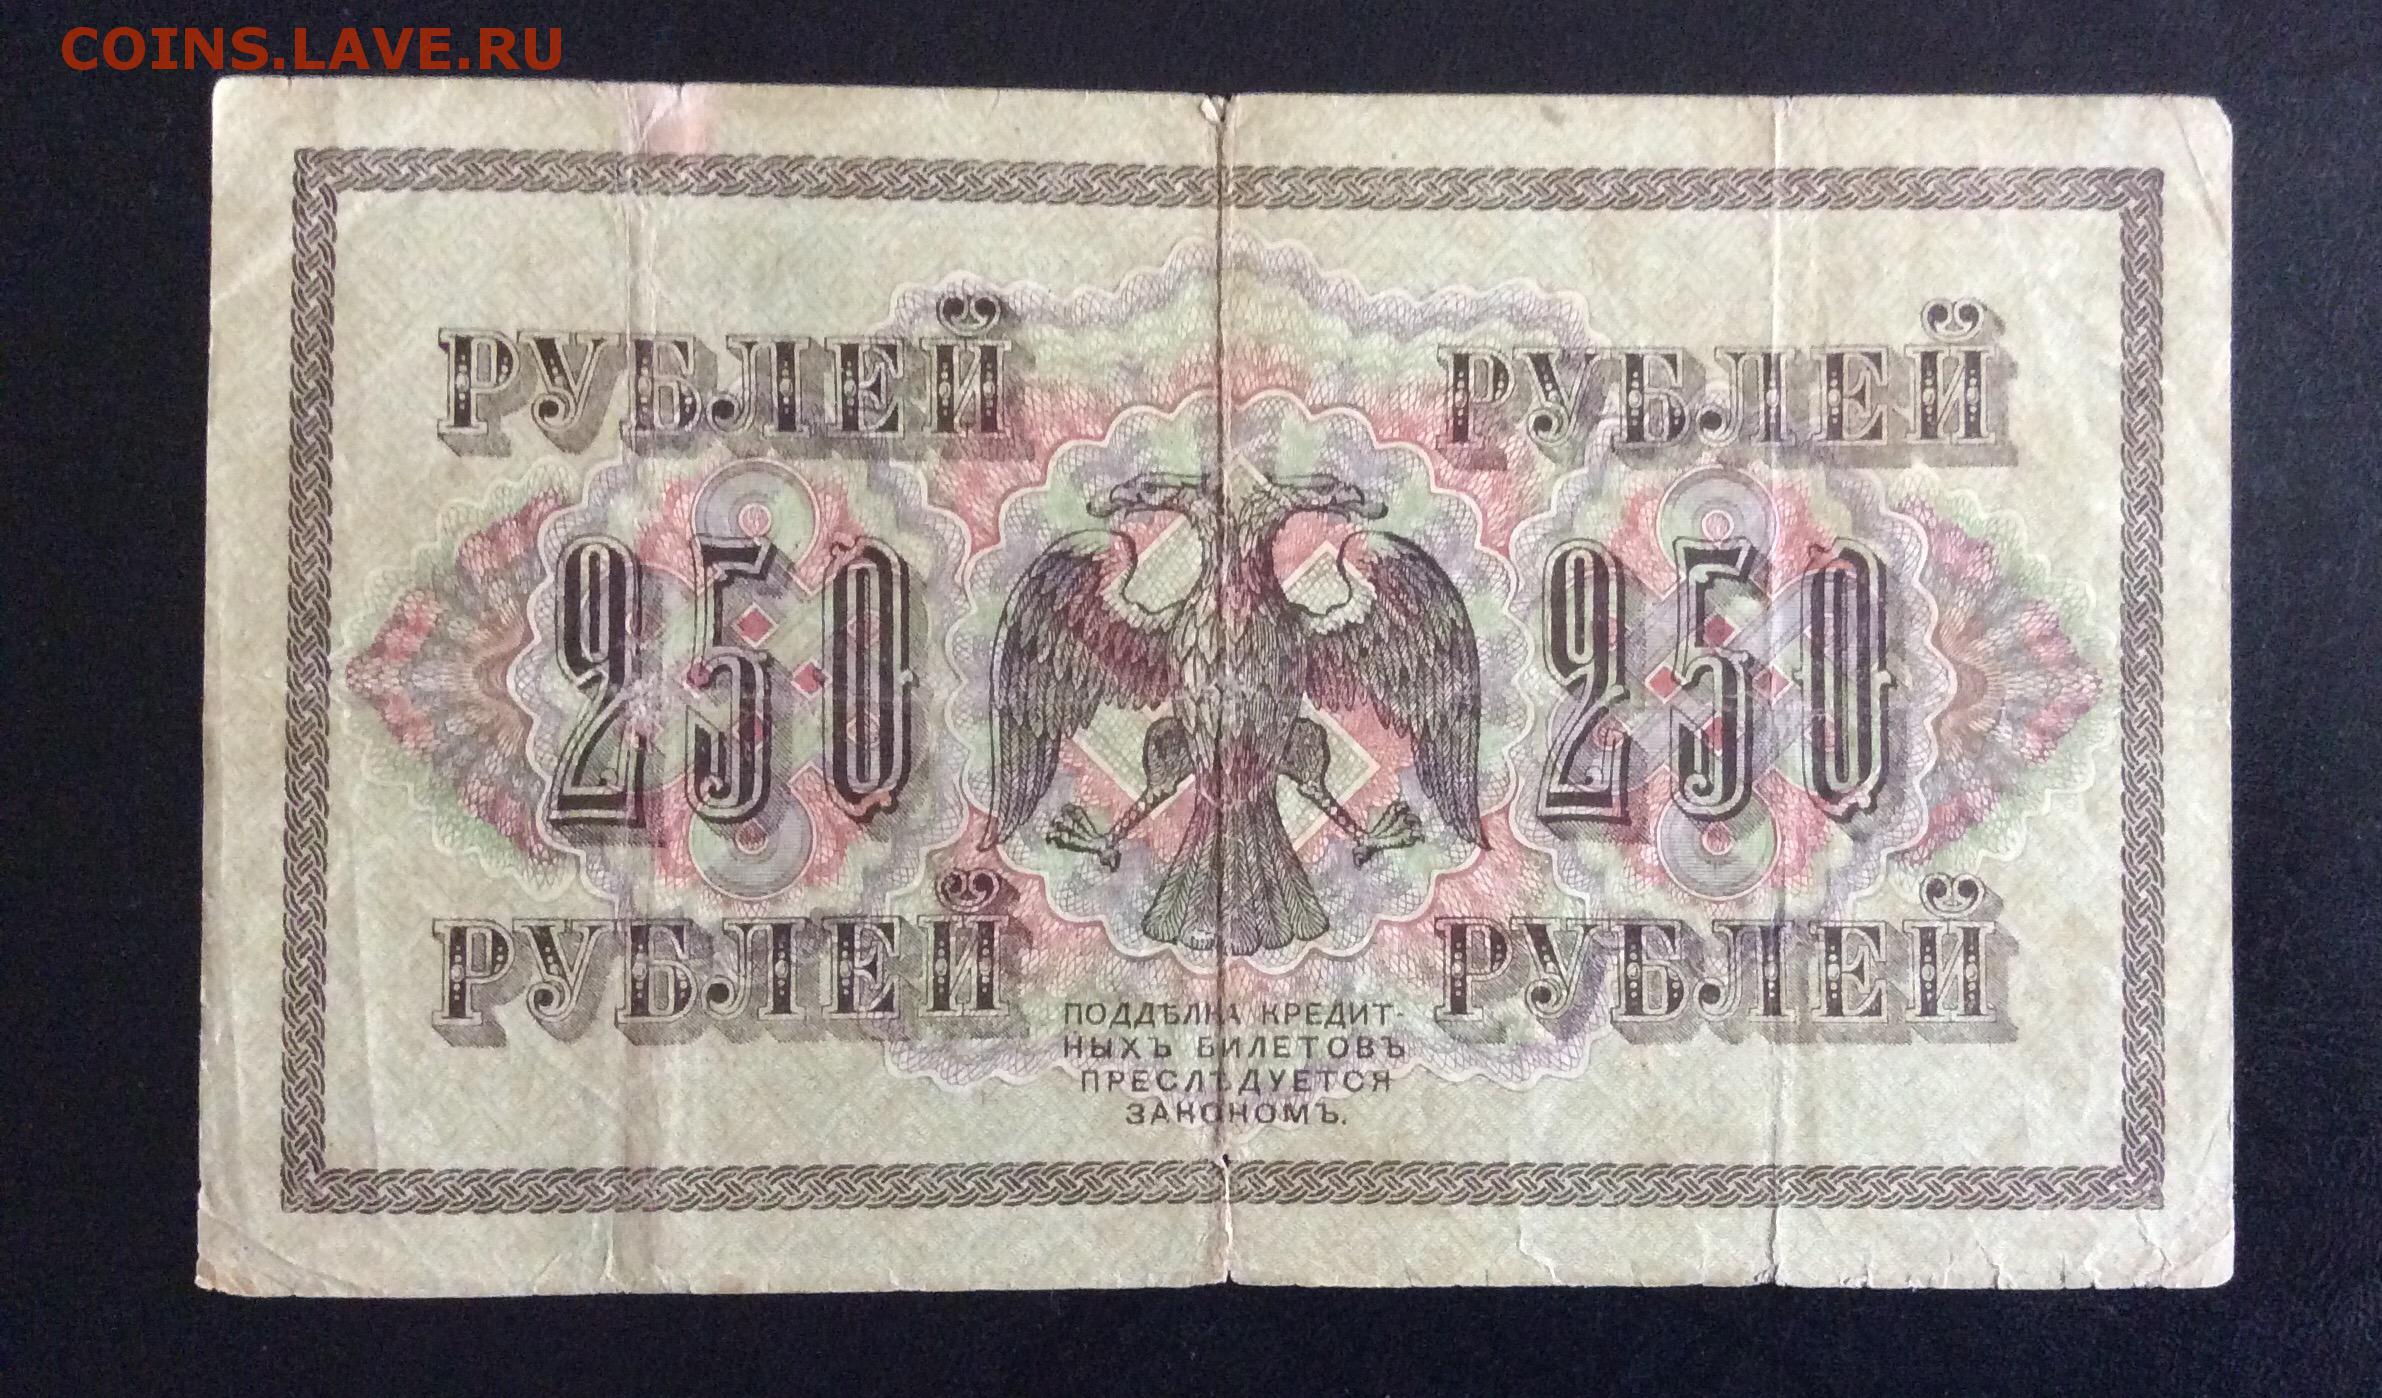 COINS.LAVE.RU
РУБЛЕЙ РУБЛЕЙ
250 250
РУБЛЕЙ РУБЛЕЙ
ПОДДѢЛКА КРЕДИТ-
НЫХЪ БИЛЕТОВЪ
ПРЕСЛѢДУЕТСЯ
ЗАКОНОМЪ.